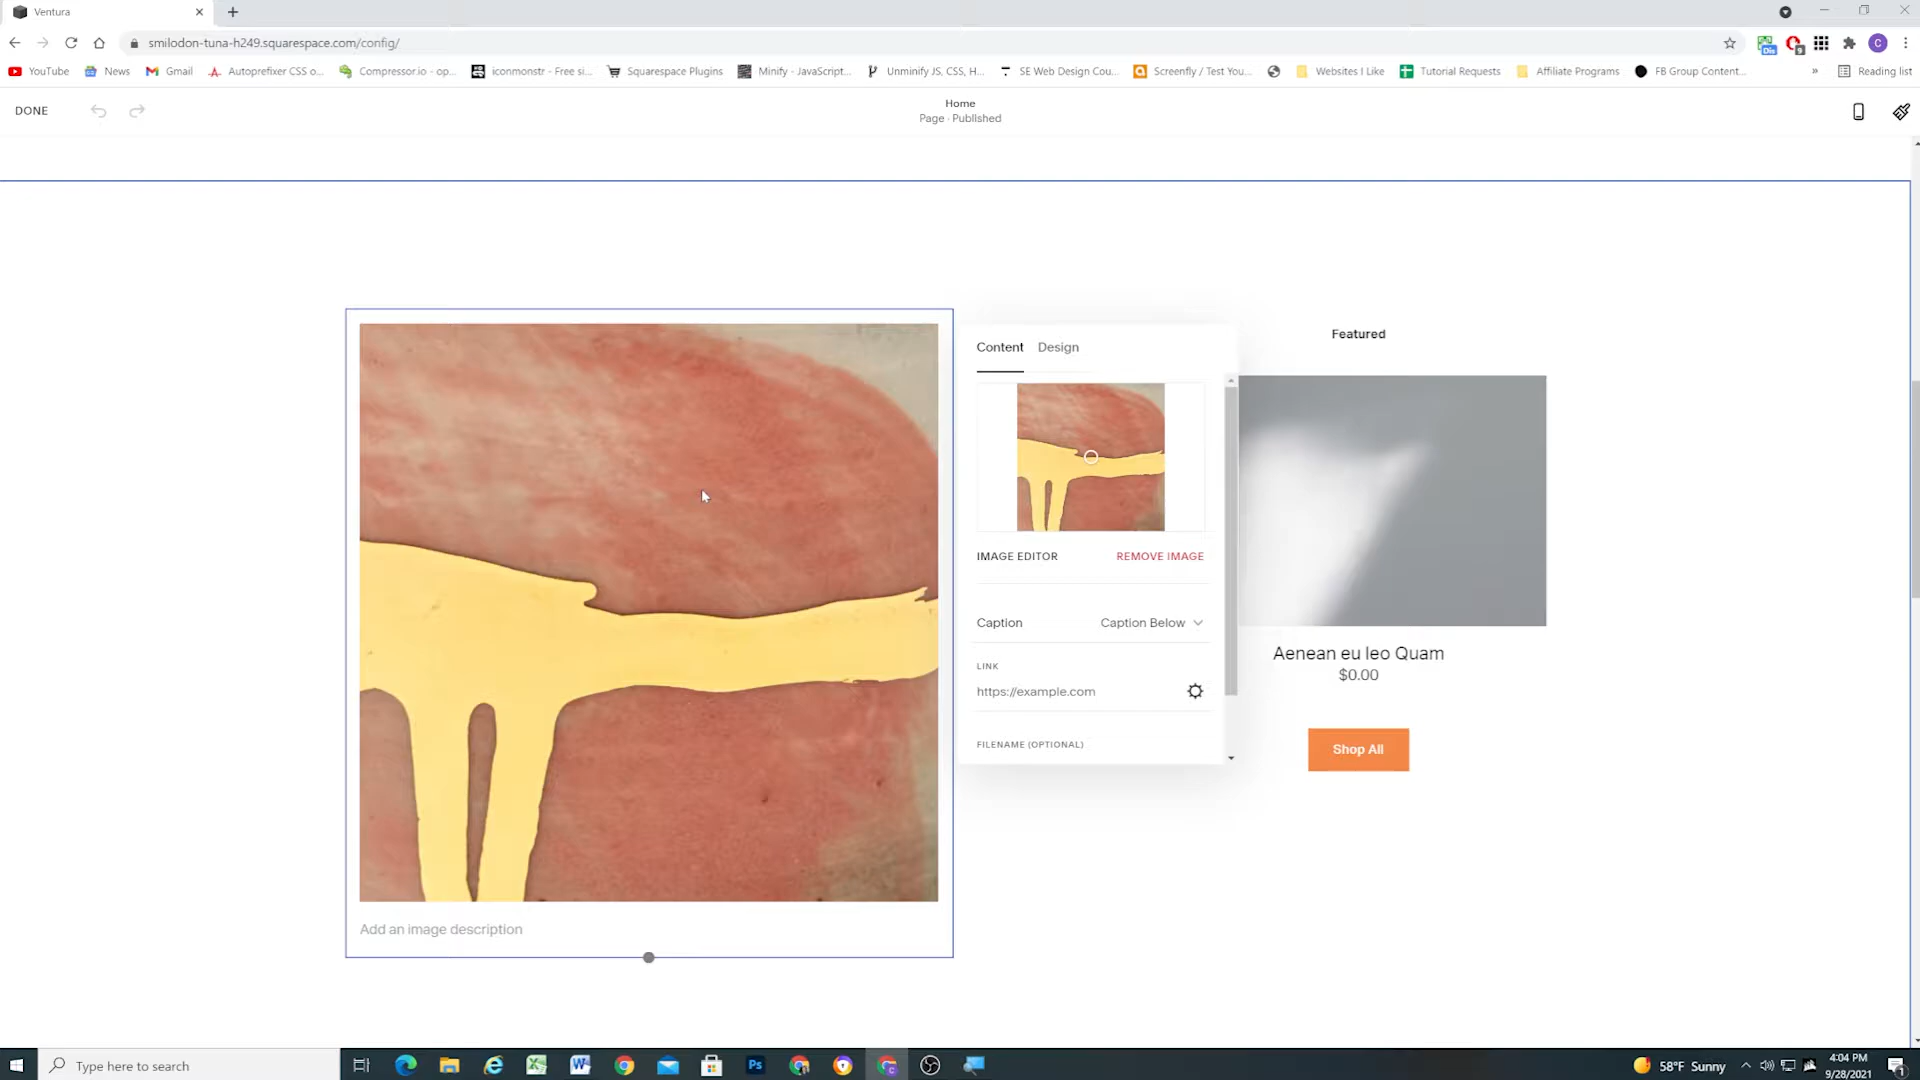 Ventura
smilodon-tuna-h249.squarespace.com/config/
YouTube News Gmail Autoprefixer CSS o... Compressor.io - op... iconmonstr - Free si... Squarespace Plugins Minify - JavaScript... Unminify JS, CSS, H... SE Web Design Cou... Screenfly / Test You... Websites I Like Tutorial Requests Affiliate Programs FB Group Content... » Reading list
DONE
Home
Page · Published
Content Design
Featured
IMAGE EDITOR REMOVE IMAGE
Caption Caption Below
LINK
https://example.com
FILENAME (OPTIONAL)
Aenean eu leo Quam
$0.00
Shop All
Add an image description
Type here to search
58°F Sunny
4:04 PM
9/28/2021